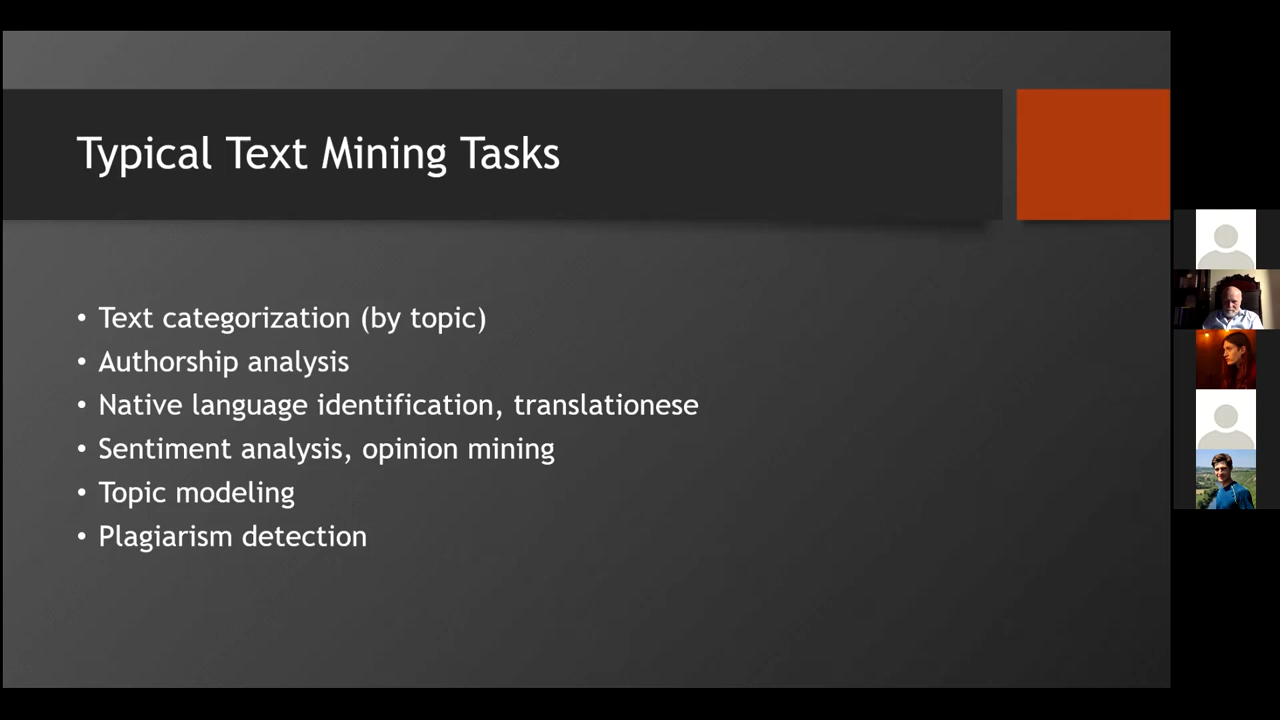 Typical Text Mining Tasks
• Text categorization (by topic)
• Authorship analysis
• Native language identification, translationese
• Sentiment analysis, opinion mining
• Topic modeling
• Plagiarism detection